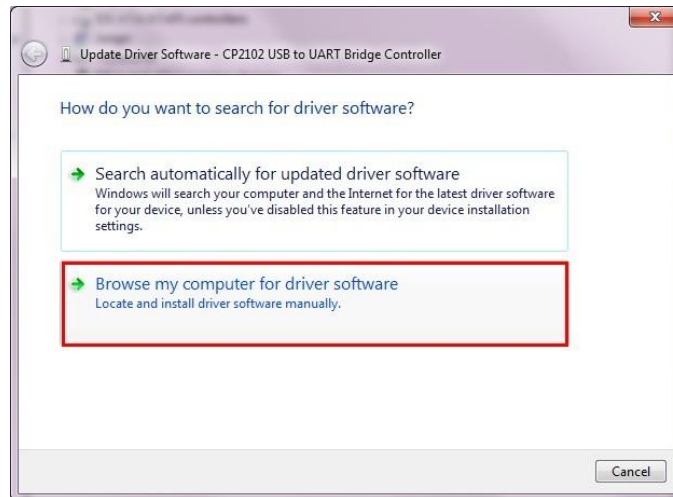 Update Driver Software - CP2102 USB to UART Bridge Controller
How do you want to search for driver software?
Search automatically for updated driver software
Windows will search your computer and the Internet for the latest driver software
for your device, unless you've disabled this feature in your device installation
settings.
Browse my computer for driver software
Locate and install driver software manually.
Cancel